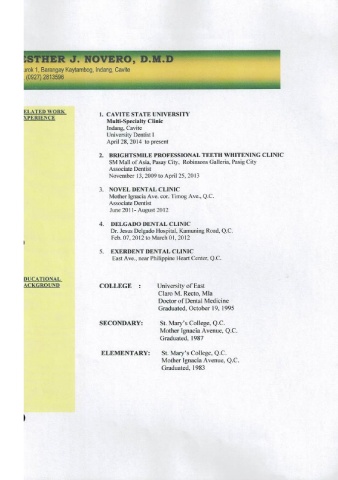 ESTHER J. NOVERO, D.M.D
urok 1, Barangay Kaytambog, Indang, Cavite
(0927) 2813596
ELATED WORK
XPERIENCE
1. CAVITE STATE UNIVERSITY
Multi-Specialty Clinic
Indang, Cavite
University Dentist I
April 28, 2014 to present
2. BRIGHTSMILE PROFESSIONAL TEETH WHITENING CLINIC
SM Mall of Asia, Pasay City, Robinsons Galleria, Pasig City
Associate Dentist
November 13, 2009 to April 25, 2013
3. NOVEL DENTAL CLINIC
Mother Ignacia Ave. cor. Timog Ave., Q.C.
Associate Dentist
June 2011- August 2012
4. DELGADO DENTAL CLINIC
Dr. Jesus Delgado Hospital, Kamuning Road, Q.C.
Feb. 07, 2012 to March 01, 2012
5. EXERDENT DENTAL CLINIC
East Ave., near Philippine Heart Center, Q.C.
DUCATIONAL
ACKGROUND
COLLEGE : University of East
Claro M. Recto, Mla
Doctor of Dental Medicine
Graduated, October 19, 1995
SECONDARY: St. Mary's College, Q.C.
Mother Ignacia Avenue, Q.C.
Graduated, 1987
ELEMENTARY: St. Mary's College, Q.C.
Mother Ignacia Avenue, Q.C.
Graduated, 1983